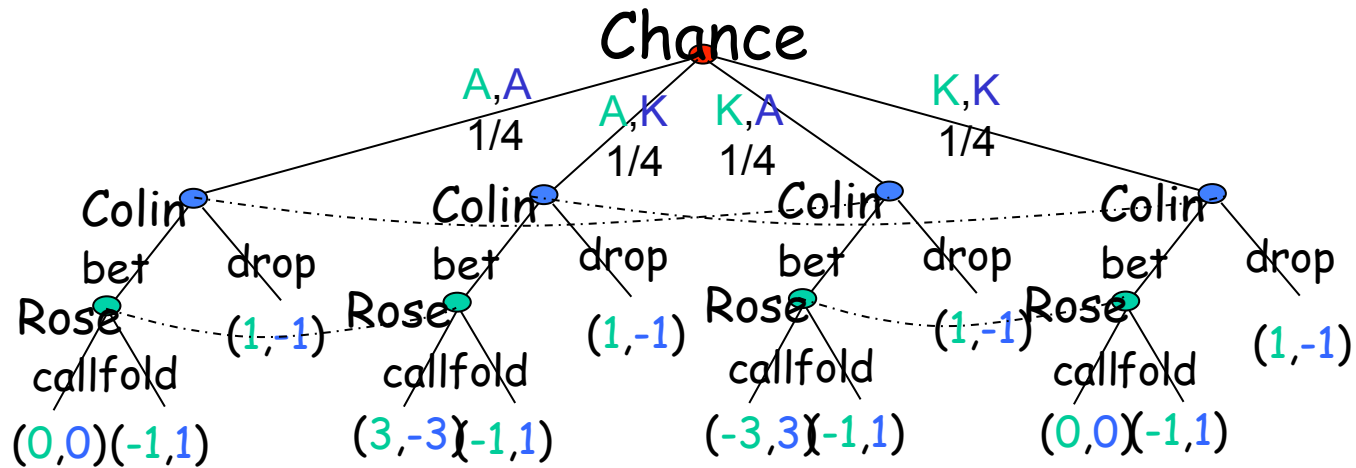 Chance
A,A A,K K,A K,K
1/4 1/4 1/4 1/4
Colin Colin Colin Colin
bet drop bet drop bet drop bet drop
Rose Rose Rose Rose
(1,-1) (1,-1) (1,-1) (1,-1)
callfold callfold callfold callfold
(0,0)(-1,1) (3,-3)(-1,1) (-3,3)(-1,1) (0,0)(-1,1)